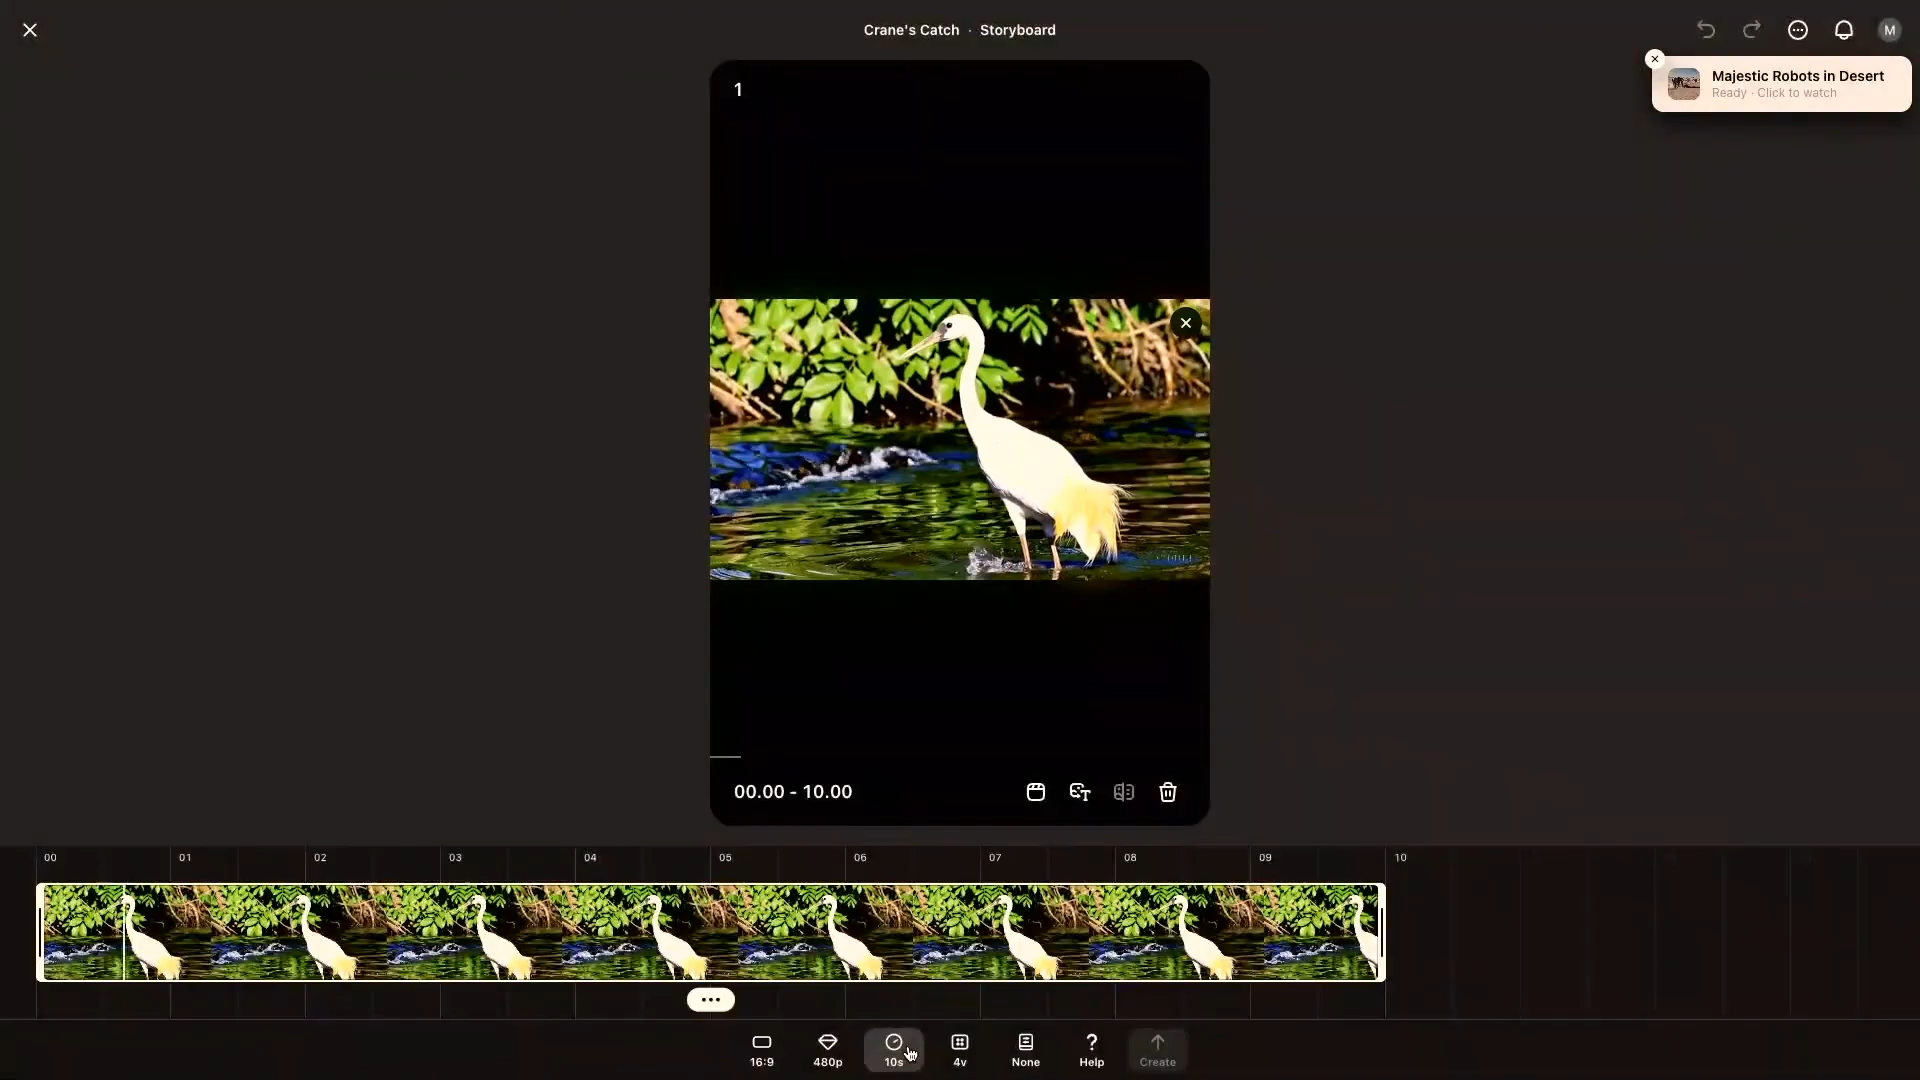 Crane's Catch · Storyboard
M
Majestic Robots in Desert
Ready · Click to watch
1
00.00 - 10.00
00 01 02 03 04 05 06 07 08 09 10
16:9 480p 10s 4v None Help Create